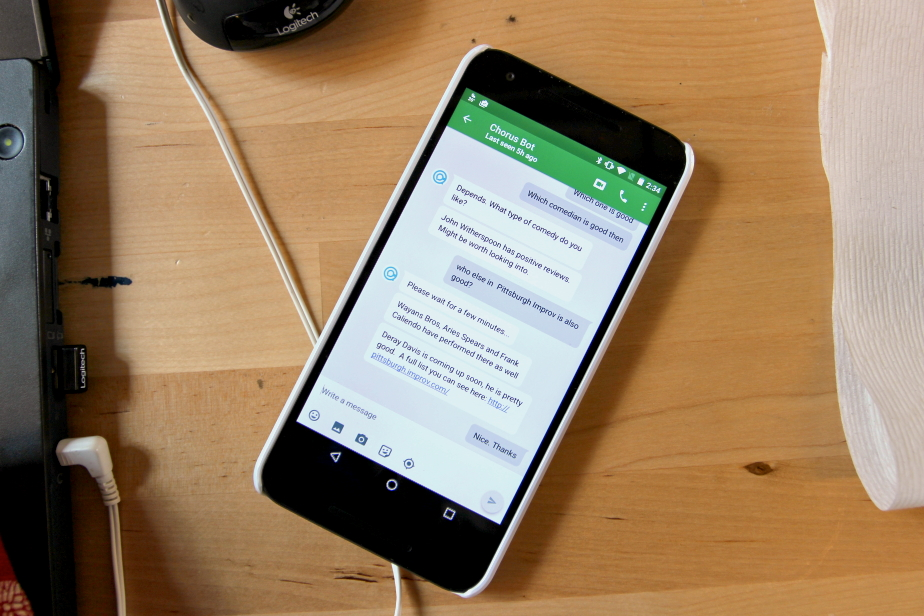 Logitech
2:34
Chorus Bot
Last seen 5h ago
Which one is good
Which comedian is good then
Depends. What type of comedy do you
like?
John Witherspoon has positive reviews.
Might be worth looking into.
who else in Pittsburgh Improv is also
good?
Please wait for a few minutes...
Wayans Bros, Aries Spears and Frank
Caliendo have performed there as well
Deray Davis is coming up soon, he is pretty
good. A full list you can see here: http://
pittsburgh.improv.com/
Nice. Thanks
Write a message
Logitech